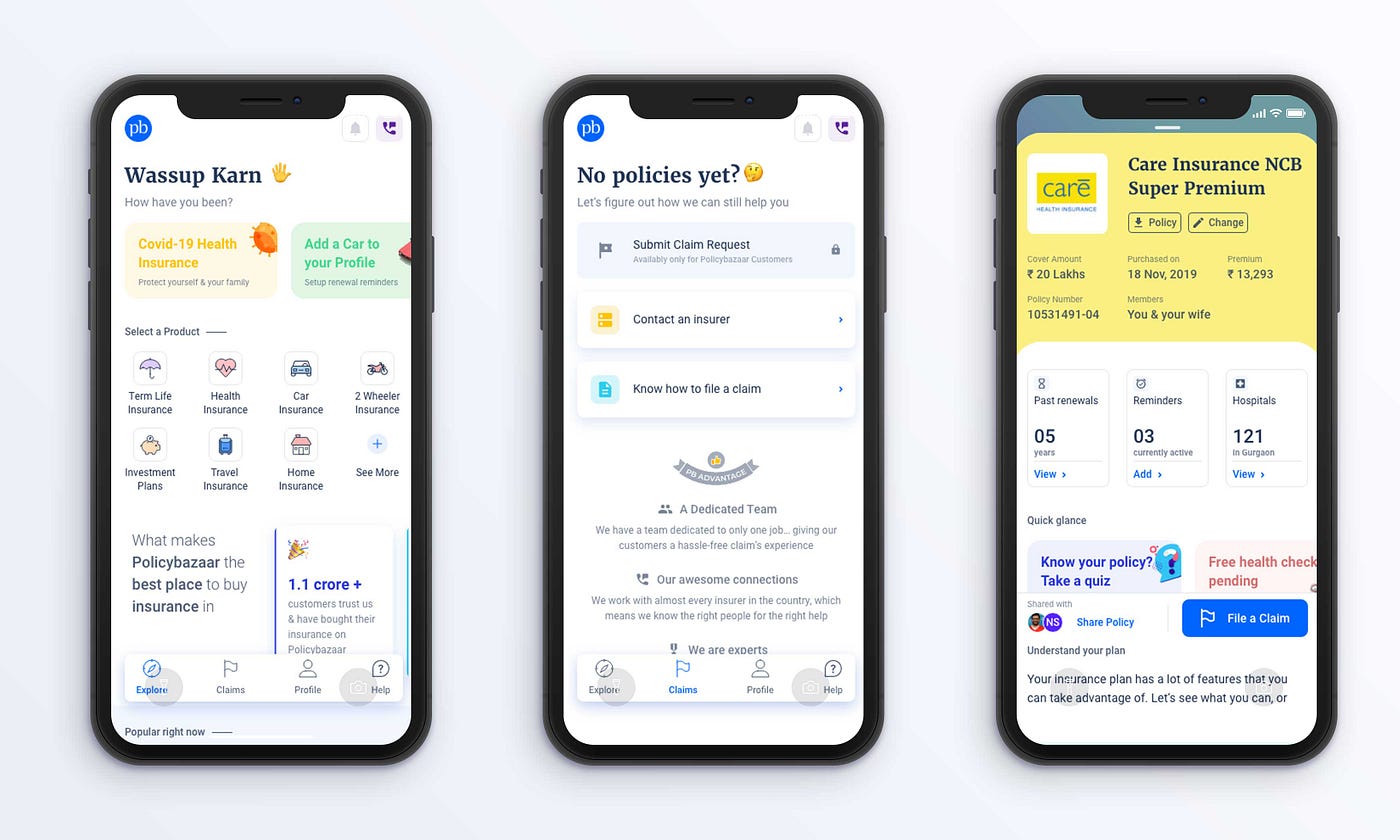 pb
Wassup Karn 🖐
How have you been?
Covid-19 Health
Insurance
Protect yourself & your family
Add a Car to
your Profile
Setup renewal reminders
Select a Product
Term Life
Insurance
Health
Insurance
Car
Insurance
2 Wheeler
Insurance
Investment
Plans
Travel
Insurance
Home
Insurance
See More
What makes
Policybazaar the
best place to buy
insurance in
1.1 crore +
customers trust us
& have bought their
insurance on
Policybazaar
Explore
Claims
Profile
Help
Popular right now
pb
No policies yet? 🤔
Let's figure out how we can still help you
Submit Claim Request
Availably only for Policybazaar Customers
Contact an insurer
Know how to file a claim
PB ADVANTAGE
A Dedicated Team
We have a team dedicated to only one job... giving our
customers a hassle-free claim's experience
Our awesome connections
We work with almost every insurer in the country, which
means we know the right people for the right help
We are experts
Explore
Claims
Profile
Help
carē
HEALTH INSURANCE
Care Insurance NCB
Super Premium
Policy
Change
Cover Amount
₹ 20 Lakhs
Purchased on
18 Nov, 2019
Premium
₹ 13,293
Policy Number
10531491-04
Members
You & your wife
Past renewals
05
years
View >
Reminders
03
currently active
Add >
Hospitals
121
in Gurgaon
View >
Quick glance
Know your policy?
Take a quiz
Free health check
pending
Shared with
NS
Share Policy
File a Claim
Understand your plan
Your insurance plan has a lot of features that you
can take advantage of. Let's see what you can, or